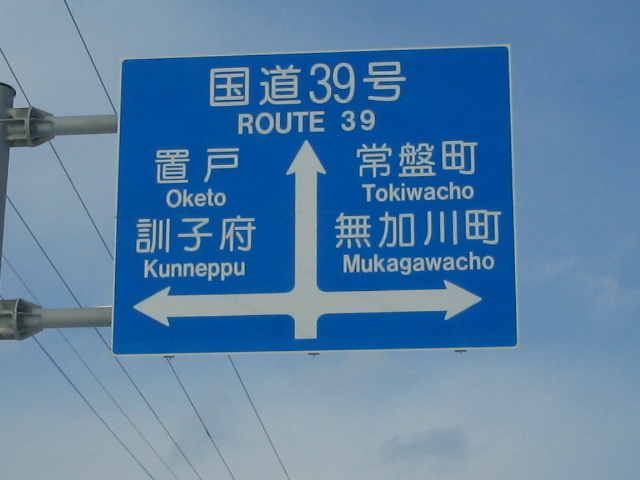 国道39号
ROUTE 39
置戸
Oketo
訓子府
Kunneppu
常盤町
Tokiwacho
無加川町
Mukagawacho